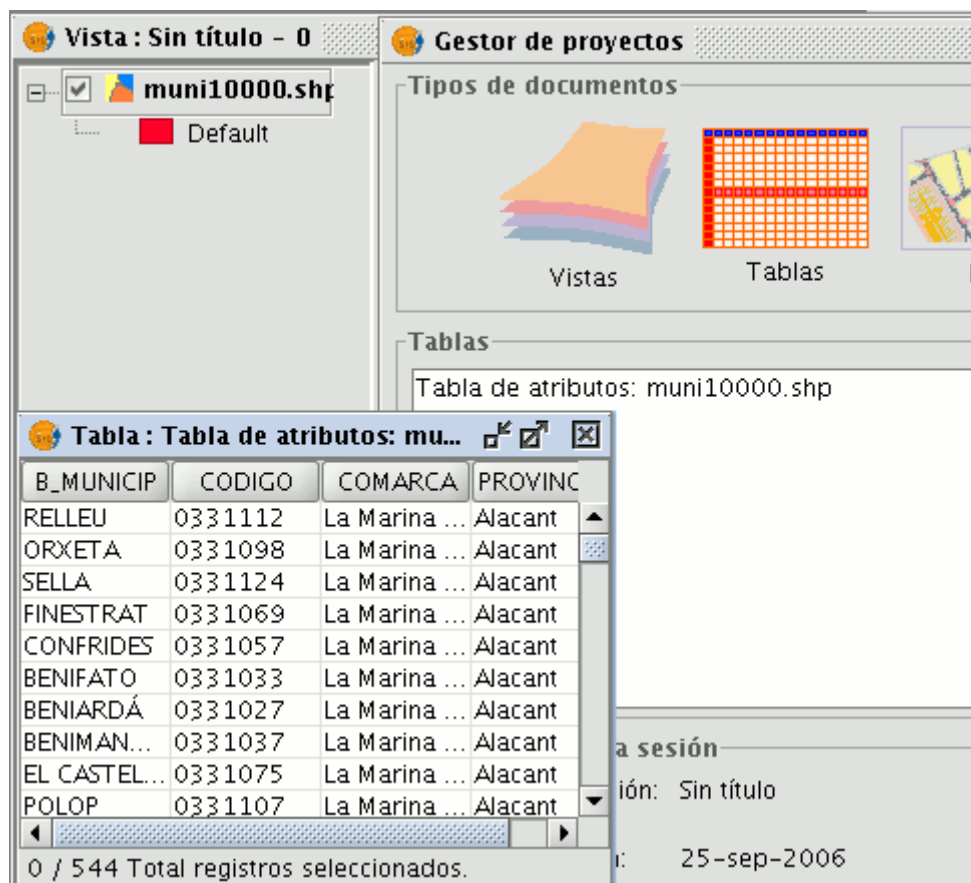 Vista : Sin título - 0
muni10000.shp
Default
Gestor de proyectos
Tipos de documentos
Vistas
Tablas
Tablas
Tabla de atributos: muni10000.shp
Tabla : Tabla de atributos: mu...
B_MUNICIP CODIGO COMARCA PROVINC
RELLEU 0331112 La Marina ... Alacant
ORXETA 0331098 La Marina ... Alacant
SELLA 0331124 La Marina ... Alacant
FINESTRAT 0331069 La Marina ... Alacant
CONFRIDES 0331057 La Marina ... Alacant
BENIFATO 0331033 La Marina ... Alacant
BENIARDÁ 0331027 La Marina ... Alacant
BENIMAN... 0331037 La Marina ... Alacant
EL CASTEL... 0331075 La Marina ... Alacant
POLOP 0331107 La Marina ... Alacant
0 / 544 Total registros seleccionados.
a sesión
ión: Sin título
25-sep-2006